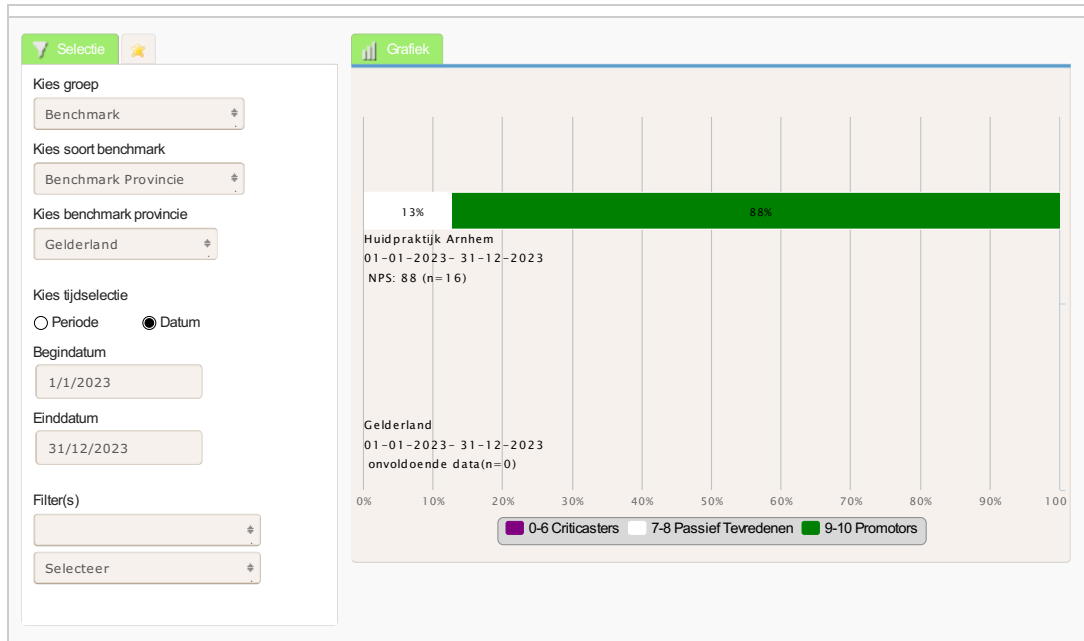 Selectie
Kies groep
Benchmark
Kies soort benchmark
Benchmark Provincie
Kies benchmark provincie
Gelderland
Kies tijdselectie
Periode Datum
Begindatum
1/1/2023
Einddatum
31/12/2023
Filter(s)
Selecteer
Grafiek
13% 88%
Huidpraktijk Arnhem
01-01-2023- 31-12-2023
NPS: 88 (n=16)
Gelderland
01-01-2023- 31-12-2023
onvoldoende data(n=0)
0% 10% 20% 30% 40% 50% 60% 70% 80% 90% 100
0-6 Criticasters 7-8 Passief Tevredenen 9-10 Promotors